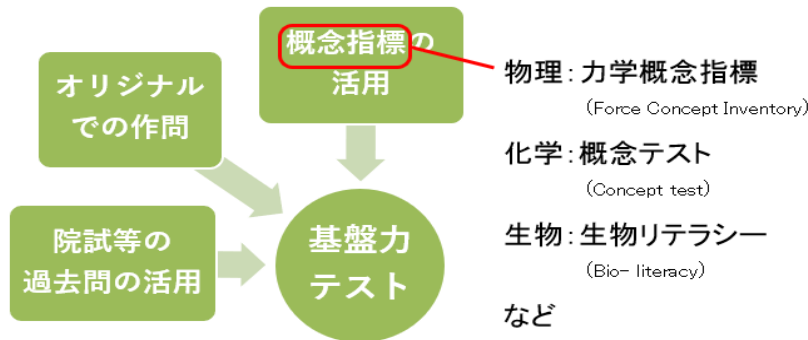 概念指標の
活用
オリジナル
での作問
院試等の
過去問の活用
基盤力
テスト
物理：力学概念指標
(Force Concept Inventory)
化学：概念テスト
(Concept test)
生物：生物リテラシー
(Bio- literacy)
など